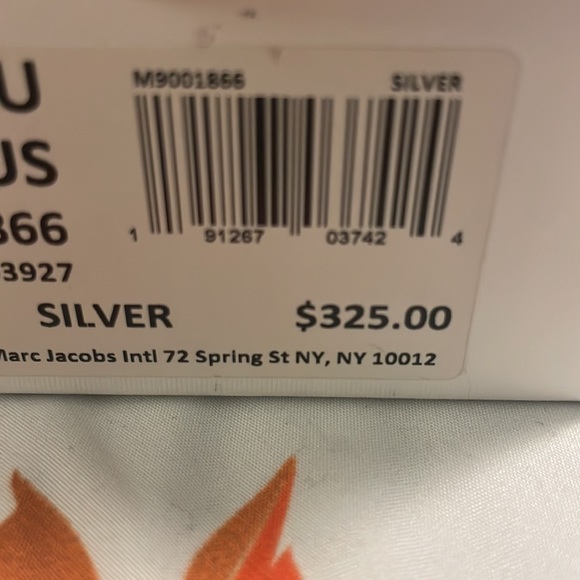 U
M9001866 SILVER
US
866
1 91267 03742 4
3927
SILVER $325.00
Marc Jacobs Intl 72 Spring St NY, NY 10012